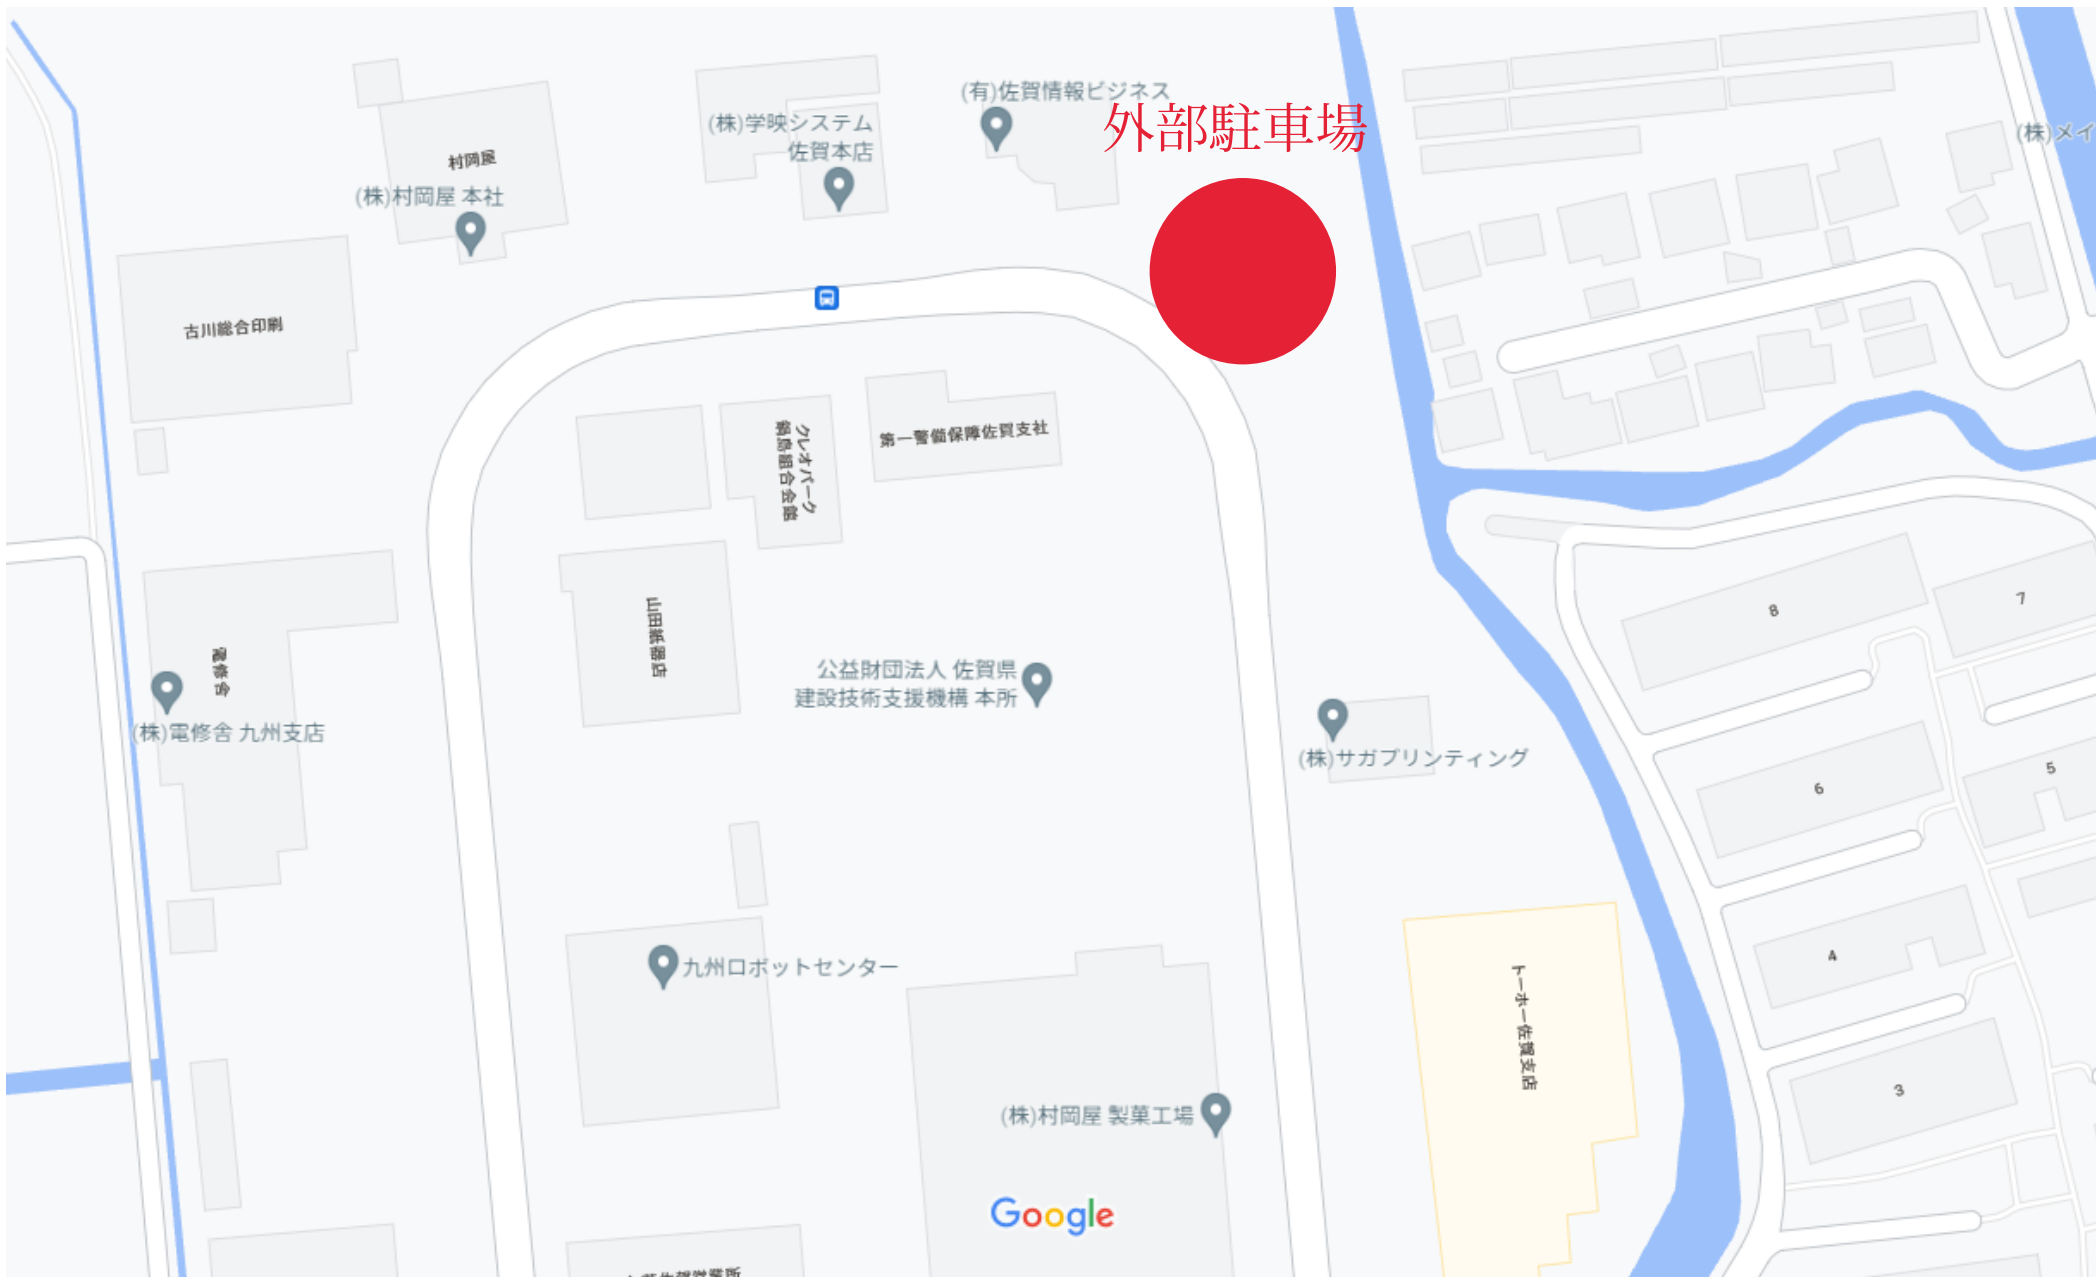 (有)佐賀情報ビジネス
外部駐車場
(株)学映システム
佐賀本店
(株)メイ
村岡屋
(株)村岡屋 本社
古川総合印刷
クレオパーク
鍋島組合会館
第一警備保障佐賀支社
山田紙器店
電修舎
(株)電修舎 九州支店
公益財団法人 佐賀県
建設技術支援機構 本所
(株)サガプリンティング
8
7
6
5
4
3
九州ロボットセンター
トーホー佐賀支店
(株)村岡屋 製菓工場
Google